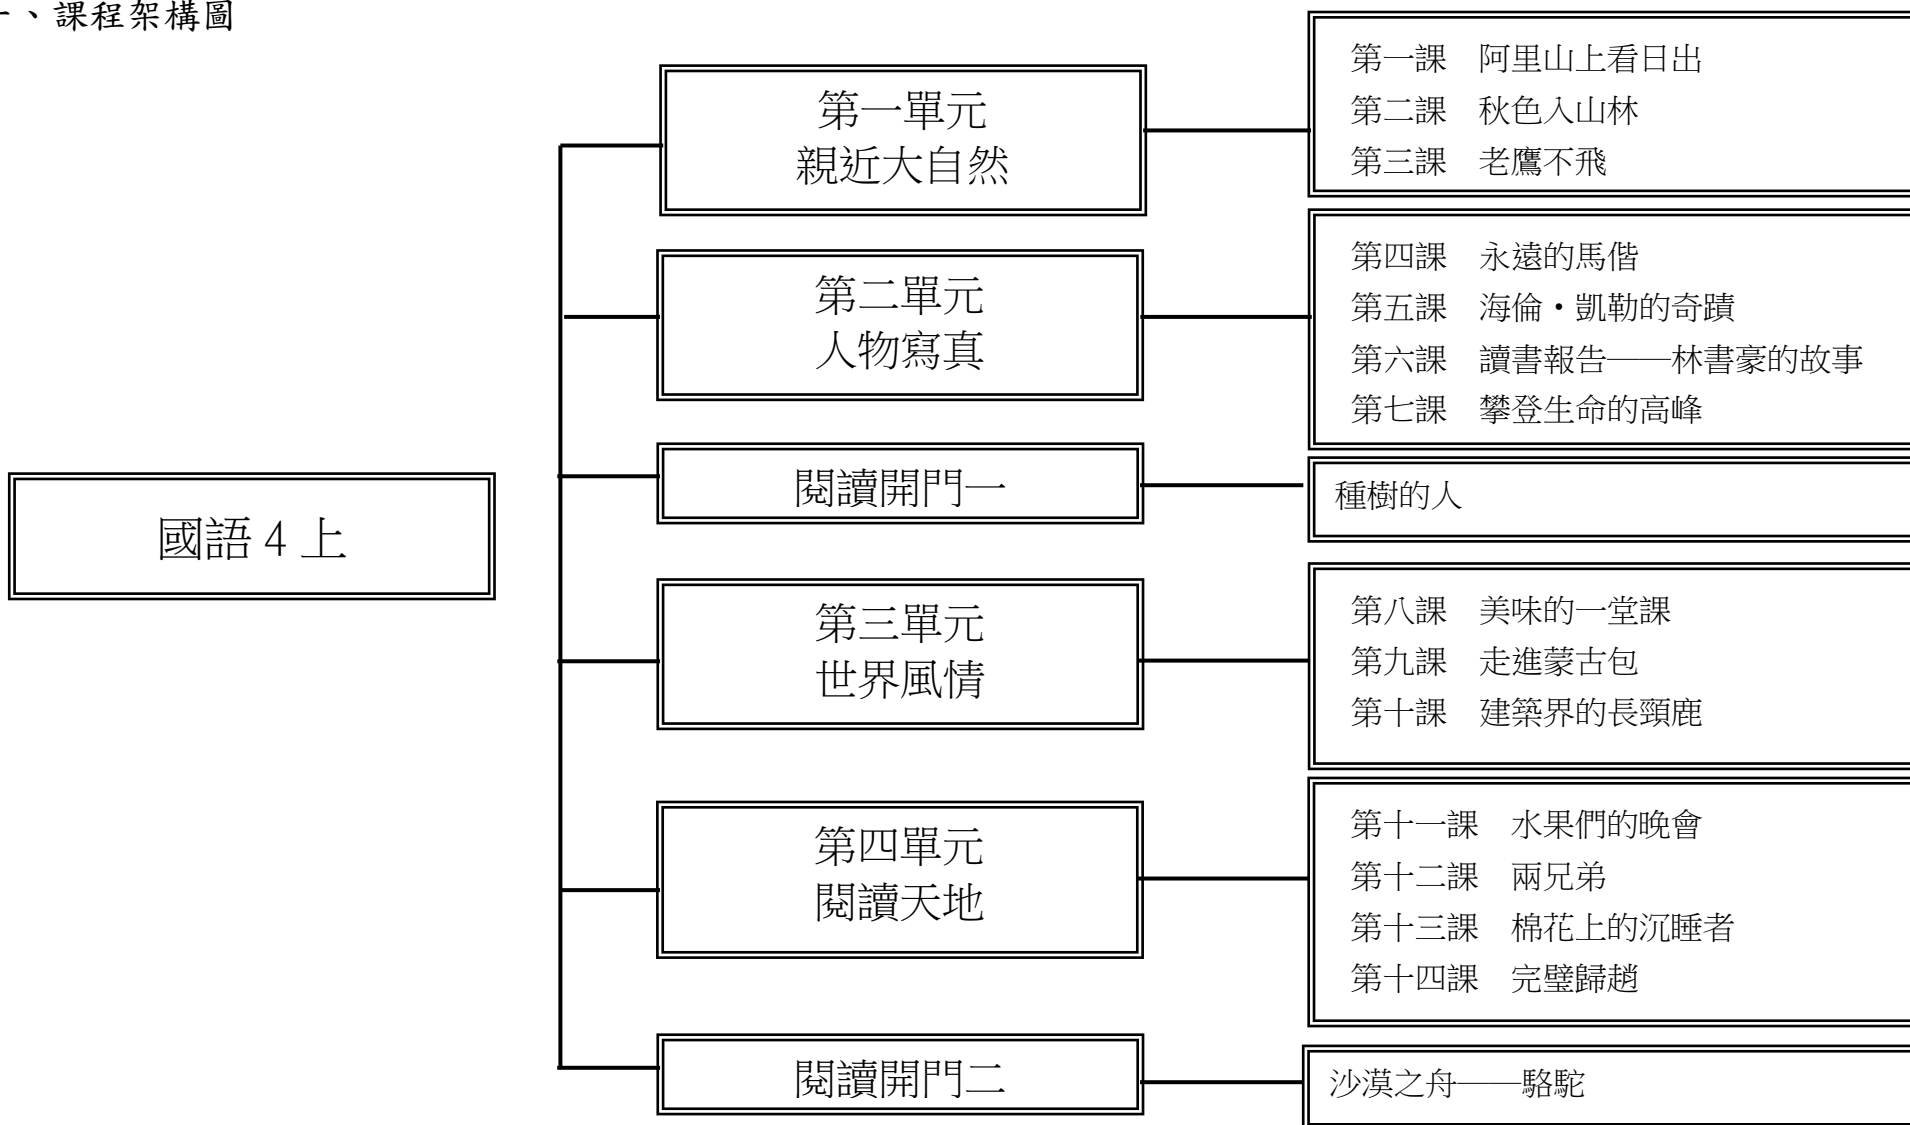 一、課程架構圖
國語4上
第一單元
親近大自然
第一課　阿里山上看日出
第二課　秋色入山林
第三課　老鷹不飛
第二單元
人物寫真
第四課　永遠的馬偕
第五課　海倫‧凱勒的奇蹟
第六課　讀書報告──林書豪的故事
第七課　攀登生命的高峰
閱讀開門一
種樹的人
第三單元
世界風情
第八課　美味的一堂課
第九課　走進蒙古包
第十課　建築界的長頸鹿
第四單元
閱讀天地
第十一課　水果們的晚會
第十二課　兩兄弟
第十三課　棉花上的沉睡者
第十四課　完璧歸趙
閱讀開門二
沙漠之舟──駱駝